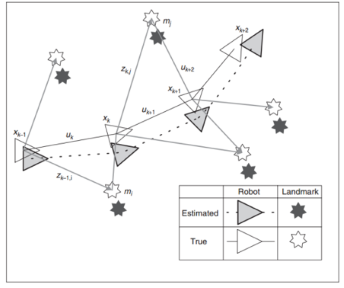 x_{k+2}
m_j
z_{k,j}
u_{k+2}
x_{k+1}
u_{k+1}
x_k
x_{k-1}
u_k
z_{k-1,i}
m_i
Robot Landmark
Estimated
True